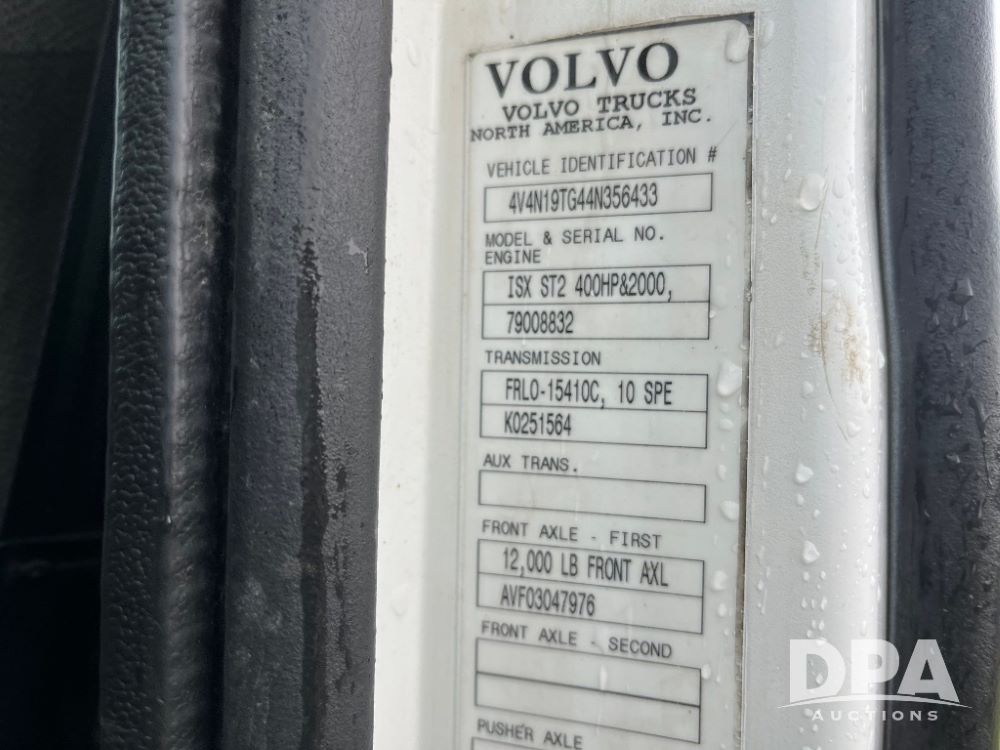 VOLVO
VOLVO TRUCKS
NORTH AMERICA, INC.
VEHICLE IDENTIFICATION #
4V4N19TG44N356433
MODEL & SERIAL NO.
ENGINE
ISX ST2 400HP&2000,
79008832
TRANSMISSION
FRLO-15410C, 10 SPE
K0251564
AUX TRANS.
FRONT AXLE - FIRST
12,000 LB FRONT AXL
AVF03047976
FRONT AXLE - SECOND
PUSHER AXLE
DPA
AUCTIONS